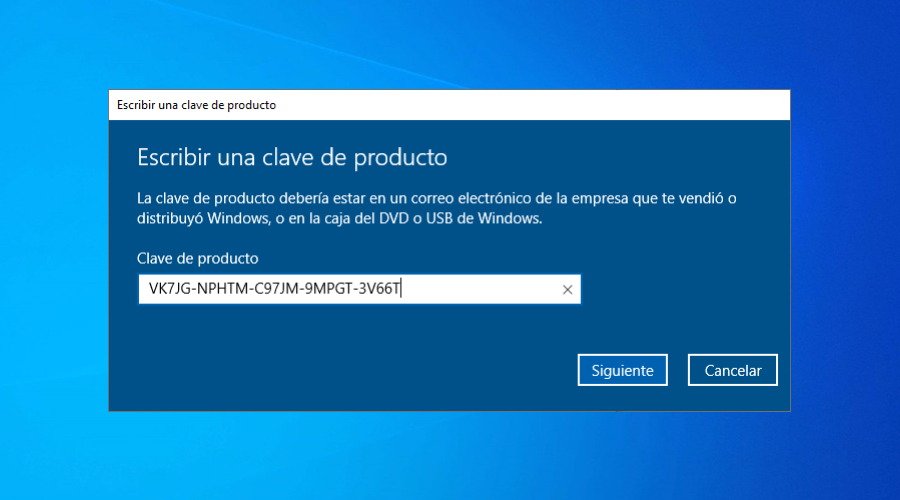 Escribir una clave de producto
Escribir una clave de producto
La clave de producto debería estar en un correo electrónico de la empresa que te vendió o
distribuyó Windows, o en la caja del DVD o USB de Windows.
Clave de producto
VK7JG-NPHTM-C97JM-9MPGT-3V66T
Siguiente
Cancelar